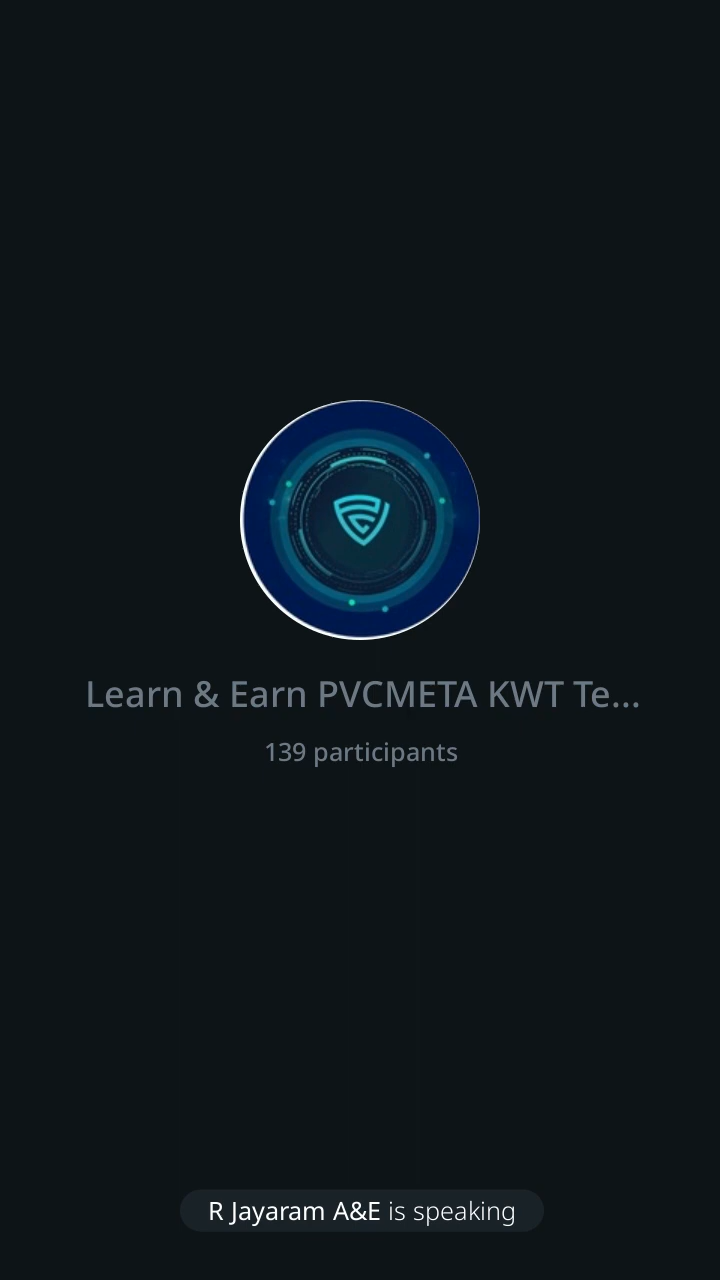 Learn & Earn PVCMETA KWT Te...
139 participants
R Jayaram A&E is speaking